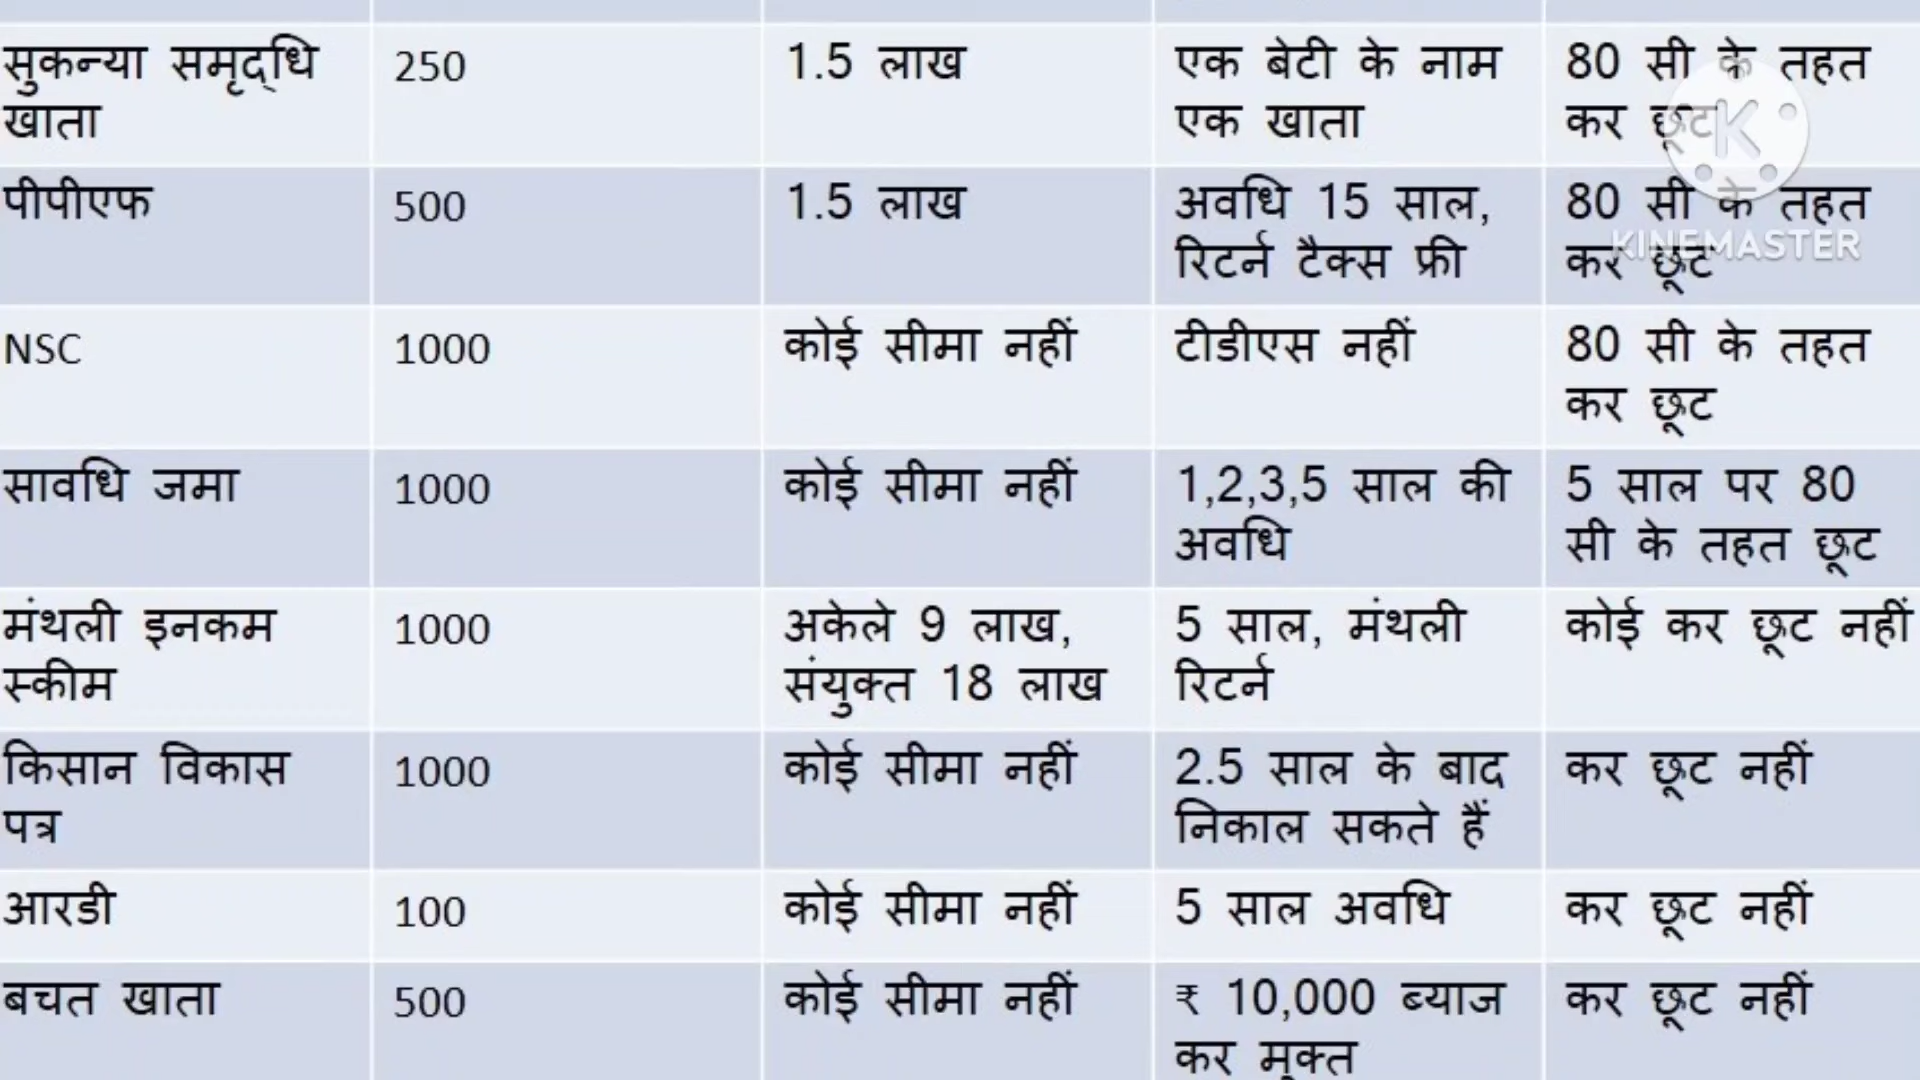 सुकन्या समृद्धि खाता
250
1.5 लाख
एक बेटी के नाम एक खाता
80 सी के तहत कर छूट
पीपीएफ
500
1.5 लाख
अवधि 15 साल, रिटर्न टैक्स फ्री
80 सी के तहत कर छूट
NSC
1000
कोई सीमा नहीं
टीडीएस नहीं
80 सी के तहत कर छूट
सावधि जमा
1000
कोई सीमा नहीं
1,2,3,5 साल की अवधि
5 साल पर 80 सी के तहत छूट
मंथली इनकम स्कीम
1000
अकेले 9 लाख, संयुक्त 18 लाख
5 साल, मंथली रिटर्न
कोई कर छूट नहीं
किसान विकास पत्र
1000
कोई सीमा नहीं
2.5 साल के बाद निकाल सकते हैं
कर छूट नहीं
आरडी
100
कोई सीमा नहीं
5 साल अवधि
कर छूट नहीं
बचत खाता
500
कोई सीमा नहीं
₹ 10,000 ब्याज कर मुक्त
कर छूट नहीं
K
KINEMASTER